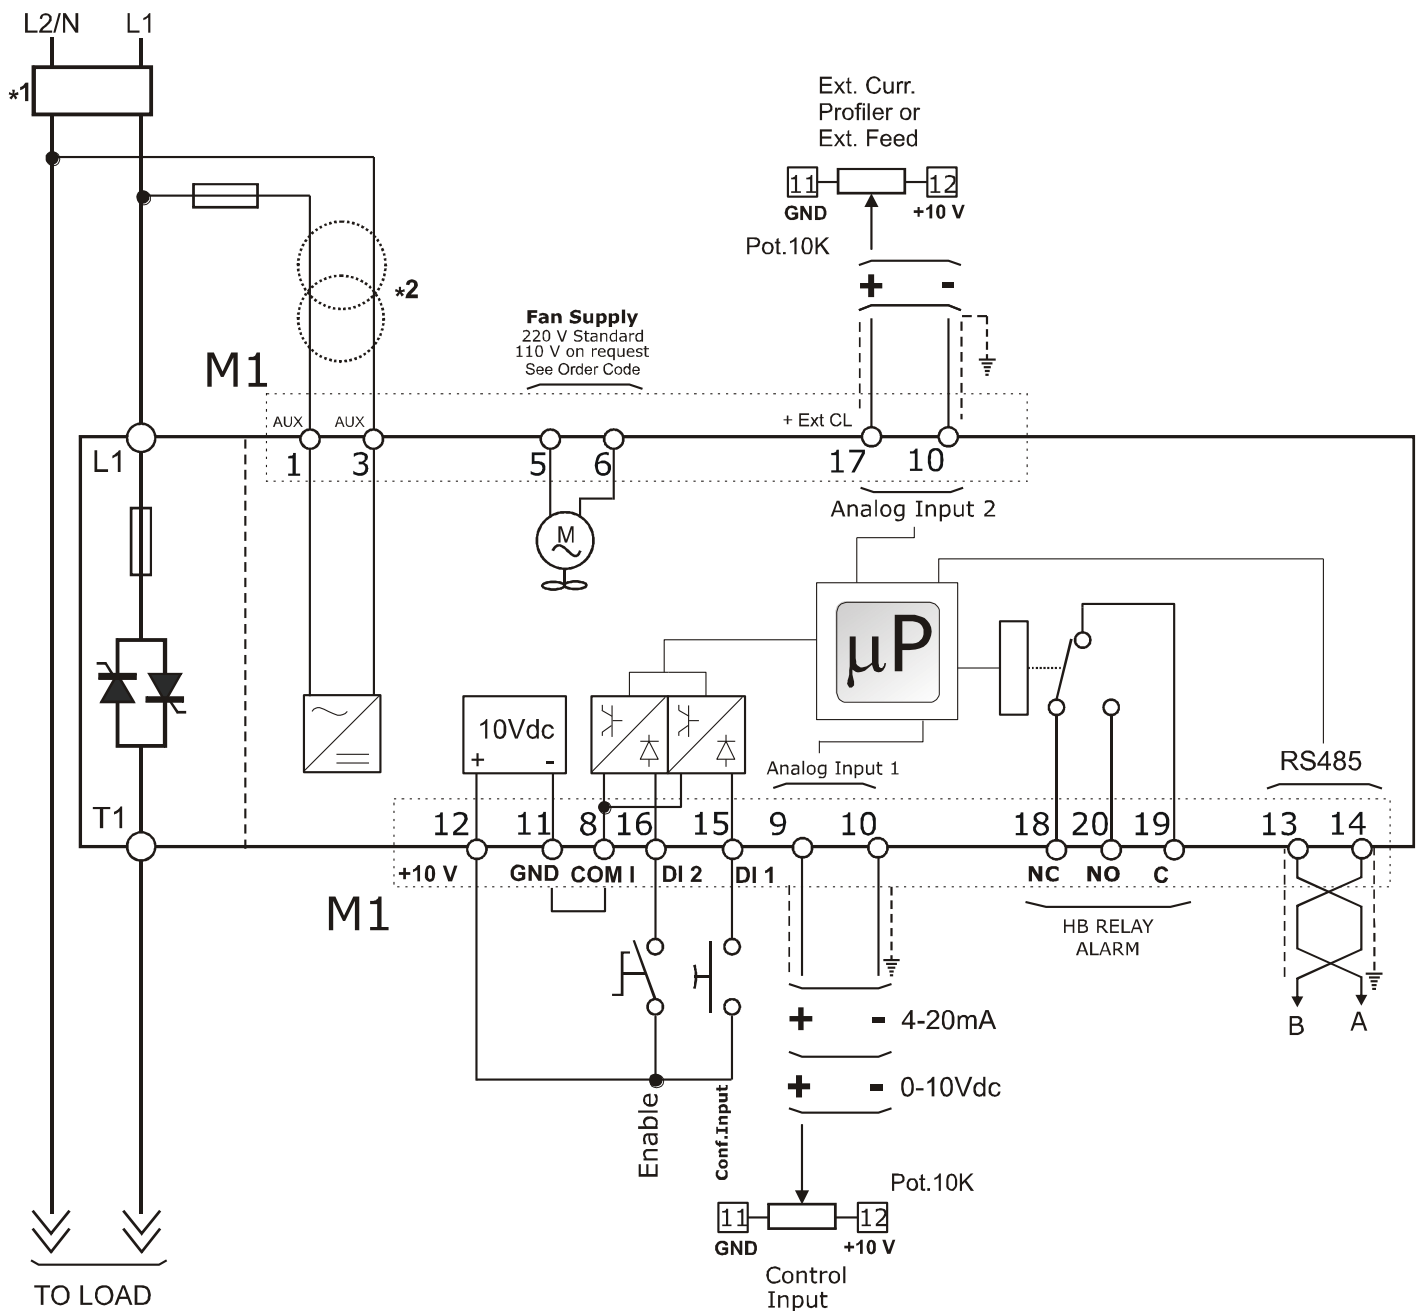 L2/N L1
*1
Ext. Curr.
Profiler or
Ext. Feed
11 12
GND +10 V
Pot.10K
+ -
*2
Fan Supply
220 V Standard
110 V on request
See Order Code
M1
AUX AUX
+ Ext CL
L1 1 3 5 6 17 10
Analog Input 2
M
µP
10Vdc
+ -
Analog Input 1
RS485
T1 12 11 8 16 15 9 10 18 20 19 13 14
+10 V GND COM I DI 2 DI 1 NC NO C
M1
HB RELAY
ALARM
+ - 4-20mA
B A
+ - 0-10Vdc
Enable
Conf.Input
Pot.10K
11 12
GND +10 V
Control
Input
TO LOAD